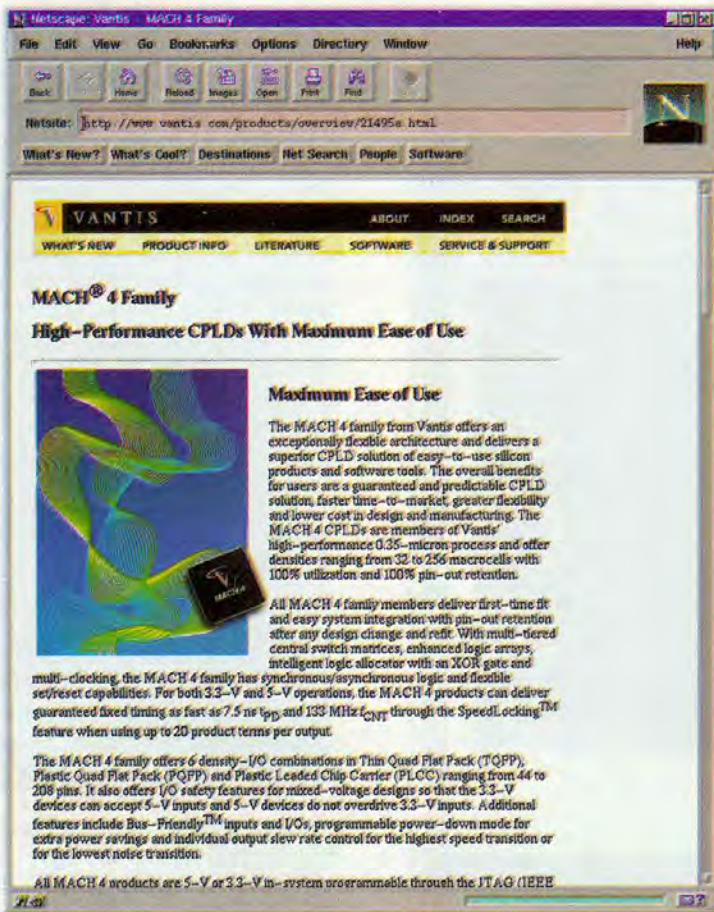 Netscape: Vantis MACH 4 Family
File Edit View Go Bookmarks Options Directory Window Help
Back Home Reload Images Open Print Find
N
Netsite: http://www.vantis.com/products/overview/21495a.html
What's New? What's Cool? Destinations Net Search People Software
VANTIS ABOUT INDEX SEARCH
WHAT'S NEW PRODUCT INFO LITERATURE SOFTWARE SERVICE & SUPPORT
MACH® 4 Family
High-Performance CPLDs With Maximum Ease of Use
MACH 4
Maximum Ease of Use
The MACH 4 family from Vantis offers an
exceptionally flexible architecture and delivers a
superior CPLD solution of easy-to-use silicon
products and software tools. The overall benefits
for users are a guaranteed and predictable CPLD
solution, faster time-to-market, greater flexibility
and lower cost in design and manufacturing. The
MACH 4 CPLDs are members of Vantis'
high-performance 0.35-micron process and offer
densities ranging from 32 to 256 macrocells with
100% utilization and 100% pin-out retention.
All MACH 4 family members deliver first-time fit
and easy system integration with pin-out retention
after any design change and refit. With multi-tiered
central switch matrices, enhanced logic arrays,
intelligent logic allocator with an XOR gate and
multi-clocking, the MACH 4 family has synchronous/asynchronous logic and flexible
set/reset capabilities. For both 3.3-V and 5-V operations, the MACH 4 products can deliver
guaranteed fixed timing as fast as 7.5 ns tPD and 133 MHz fCNT through the SpeedLocking™
feature when using up to 20 product terms per output.
The MACH 4 family offers 6 density-I/O combinations in Thin Quad Flat Pack (TQFP),
Plastic Quad Flat Pack (PQFP) and Plastic Leaded Chip Carrier (PLCC) ranging from 44 to
208 pins. It also offers I/O safety features for mixed-voltage designs so that the 3.3-V
devices can accept 5-V inputs and 5-V devices do not overdrive 3.3-V inputs. Additional
features include Bus-Friendly™ inputs and I/Os, programmable power-down mode for
extra power savings and individual output slew rate control for the highest speed transition or
for the lowest noise transition.
All MACH 4 products are 5-V or 3.3-V in-system programmable through the JTAG (IEEE